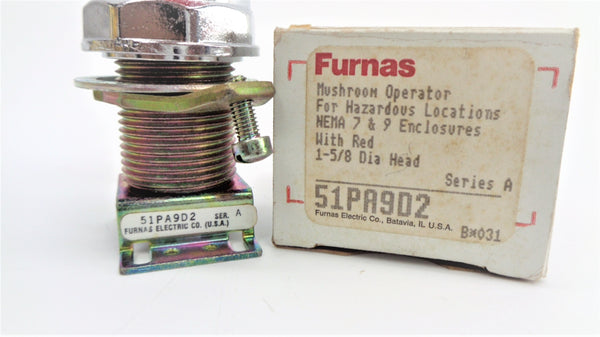 51PA9D2 SER. A
FURNAS ELECTRIC CO. (U.S.A.)
Furnas
Mushroom Operator
For Hazardous Locations
NEMA 7 & 9 Enclosures
With Red
1-5/8 Dia Head
Series A
51PA9D2
Furnas Electric Co., Batavia, IL U.S.A.
B*031